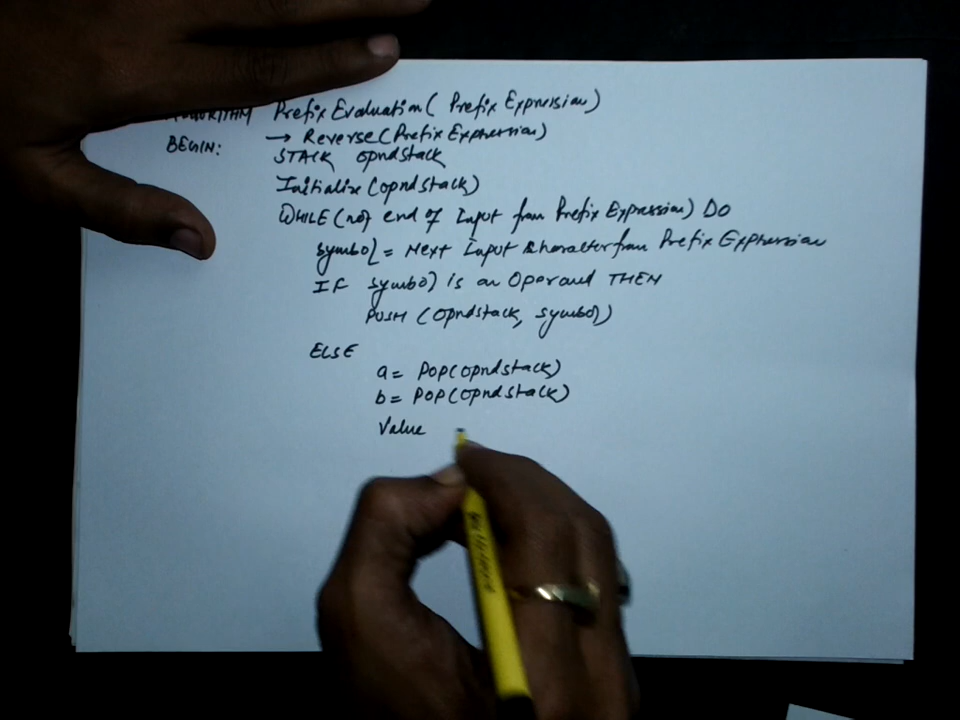 ALGORITHM Prefix Evaluation( Prefix Expression)
BEGIN: → Reverse(Prefix Expression)
STACK opndstack
Initialize(opndstack)
WHILE(not end of Input from Prefix Expression) DO
symbol = Next Input Character from Prefix Expression
IF symbol is an Operand THEN
PUSH (opndstack, symbol)
ELSE
a = POP(opndstack)
b = POP(opndstack)
Value